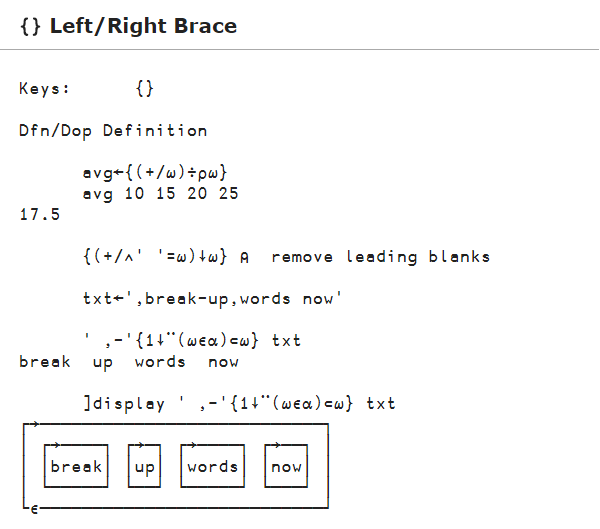 {} Left/Right Brace
Keys: {}
Dfn/Dop Definition
avg←{(+/⍵)÷⍴⍵}
avg 10 15 20 25
17.5
{(+/∧\' '=⍵)↓⍵} ⍝ remove leading blanks
txt←',break-up,words now'
' ,-'{1↓¨(⍵∊⍺)⊂⍵} txt
break up words now
]display ' ,-'{1↓¨(⍵∊⍺)⊂⍵} txt
break up words now